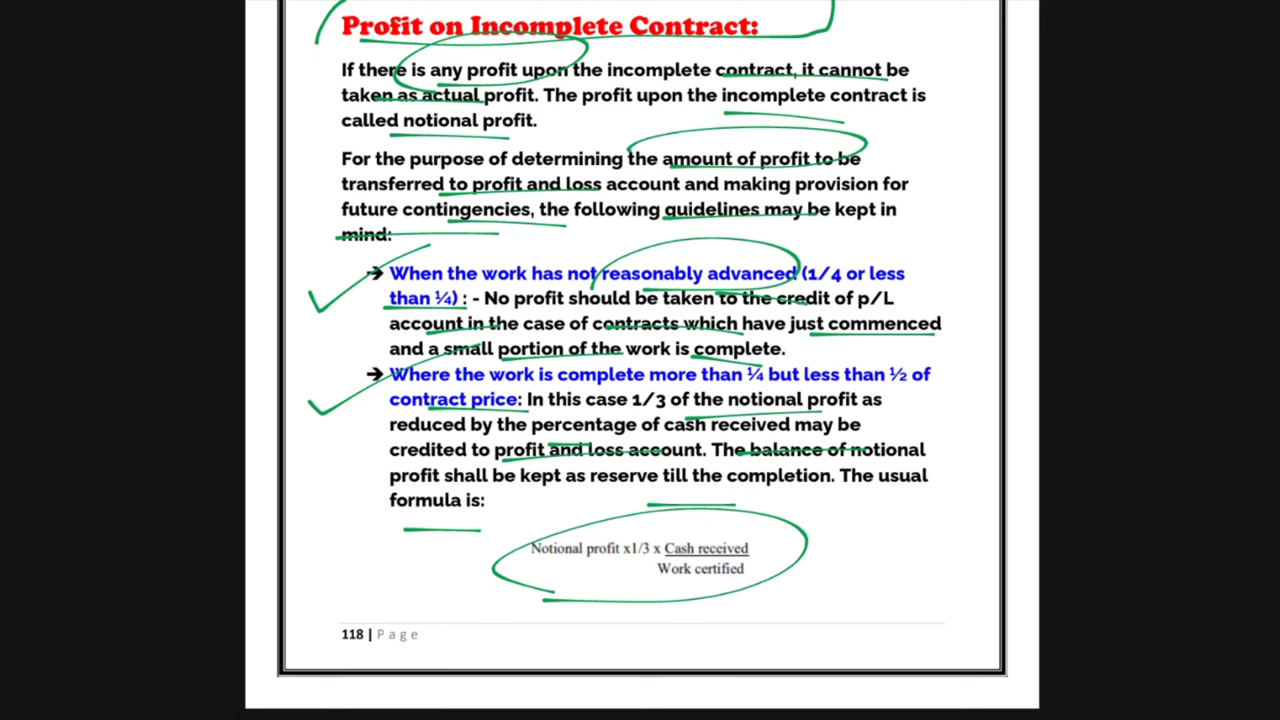 Profit on Incomplete Contract:
If there is any profit upon the incomplete contract, it cannot be
taken as actual profit. The profit upon the incomplete contract is
called notional profit.
For the purpose of determining the amount of profit to be
transferred to profit and loss account and making provision for
future contingencies, the following guidelines may be kept in
mind:
→ When the work has not reasonably advanced (1/4 or less
than ¼) : - No profit should be taken to the credit of p/L
account in the case of contracts which have just commenced
and a small portion of the work is complete.
→ Where the work is complete more than ¼ but less than ½ of
contract price: In this case 1/3 of the notional profit as
reduced by the percentage of cash received may be
credited to profit and loss account. The balance of notional
profit shall be kept as reserve till the completion. The usual
formula is:
Notional profit x1/3 x Cash received
Work certified
118 | P a g e